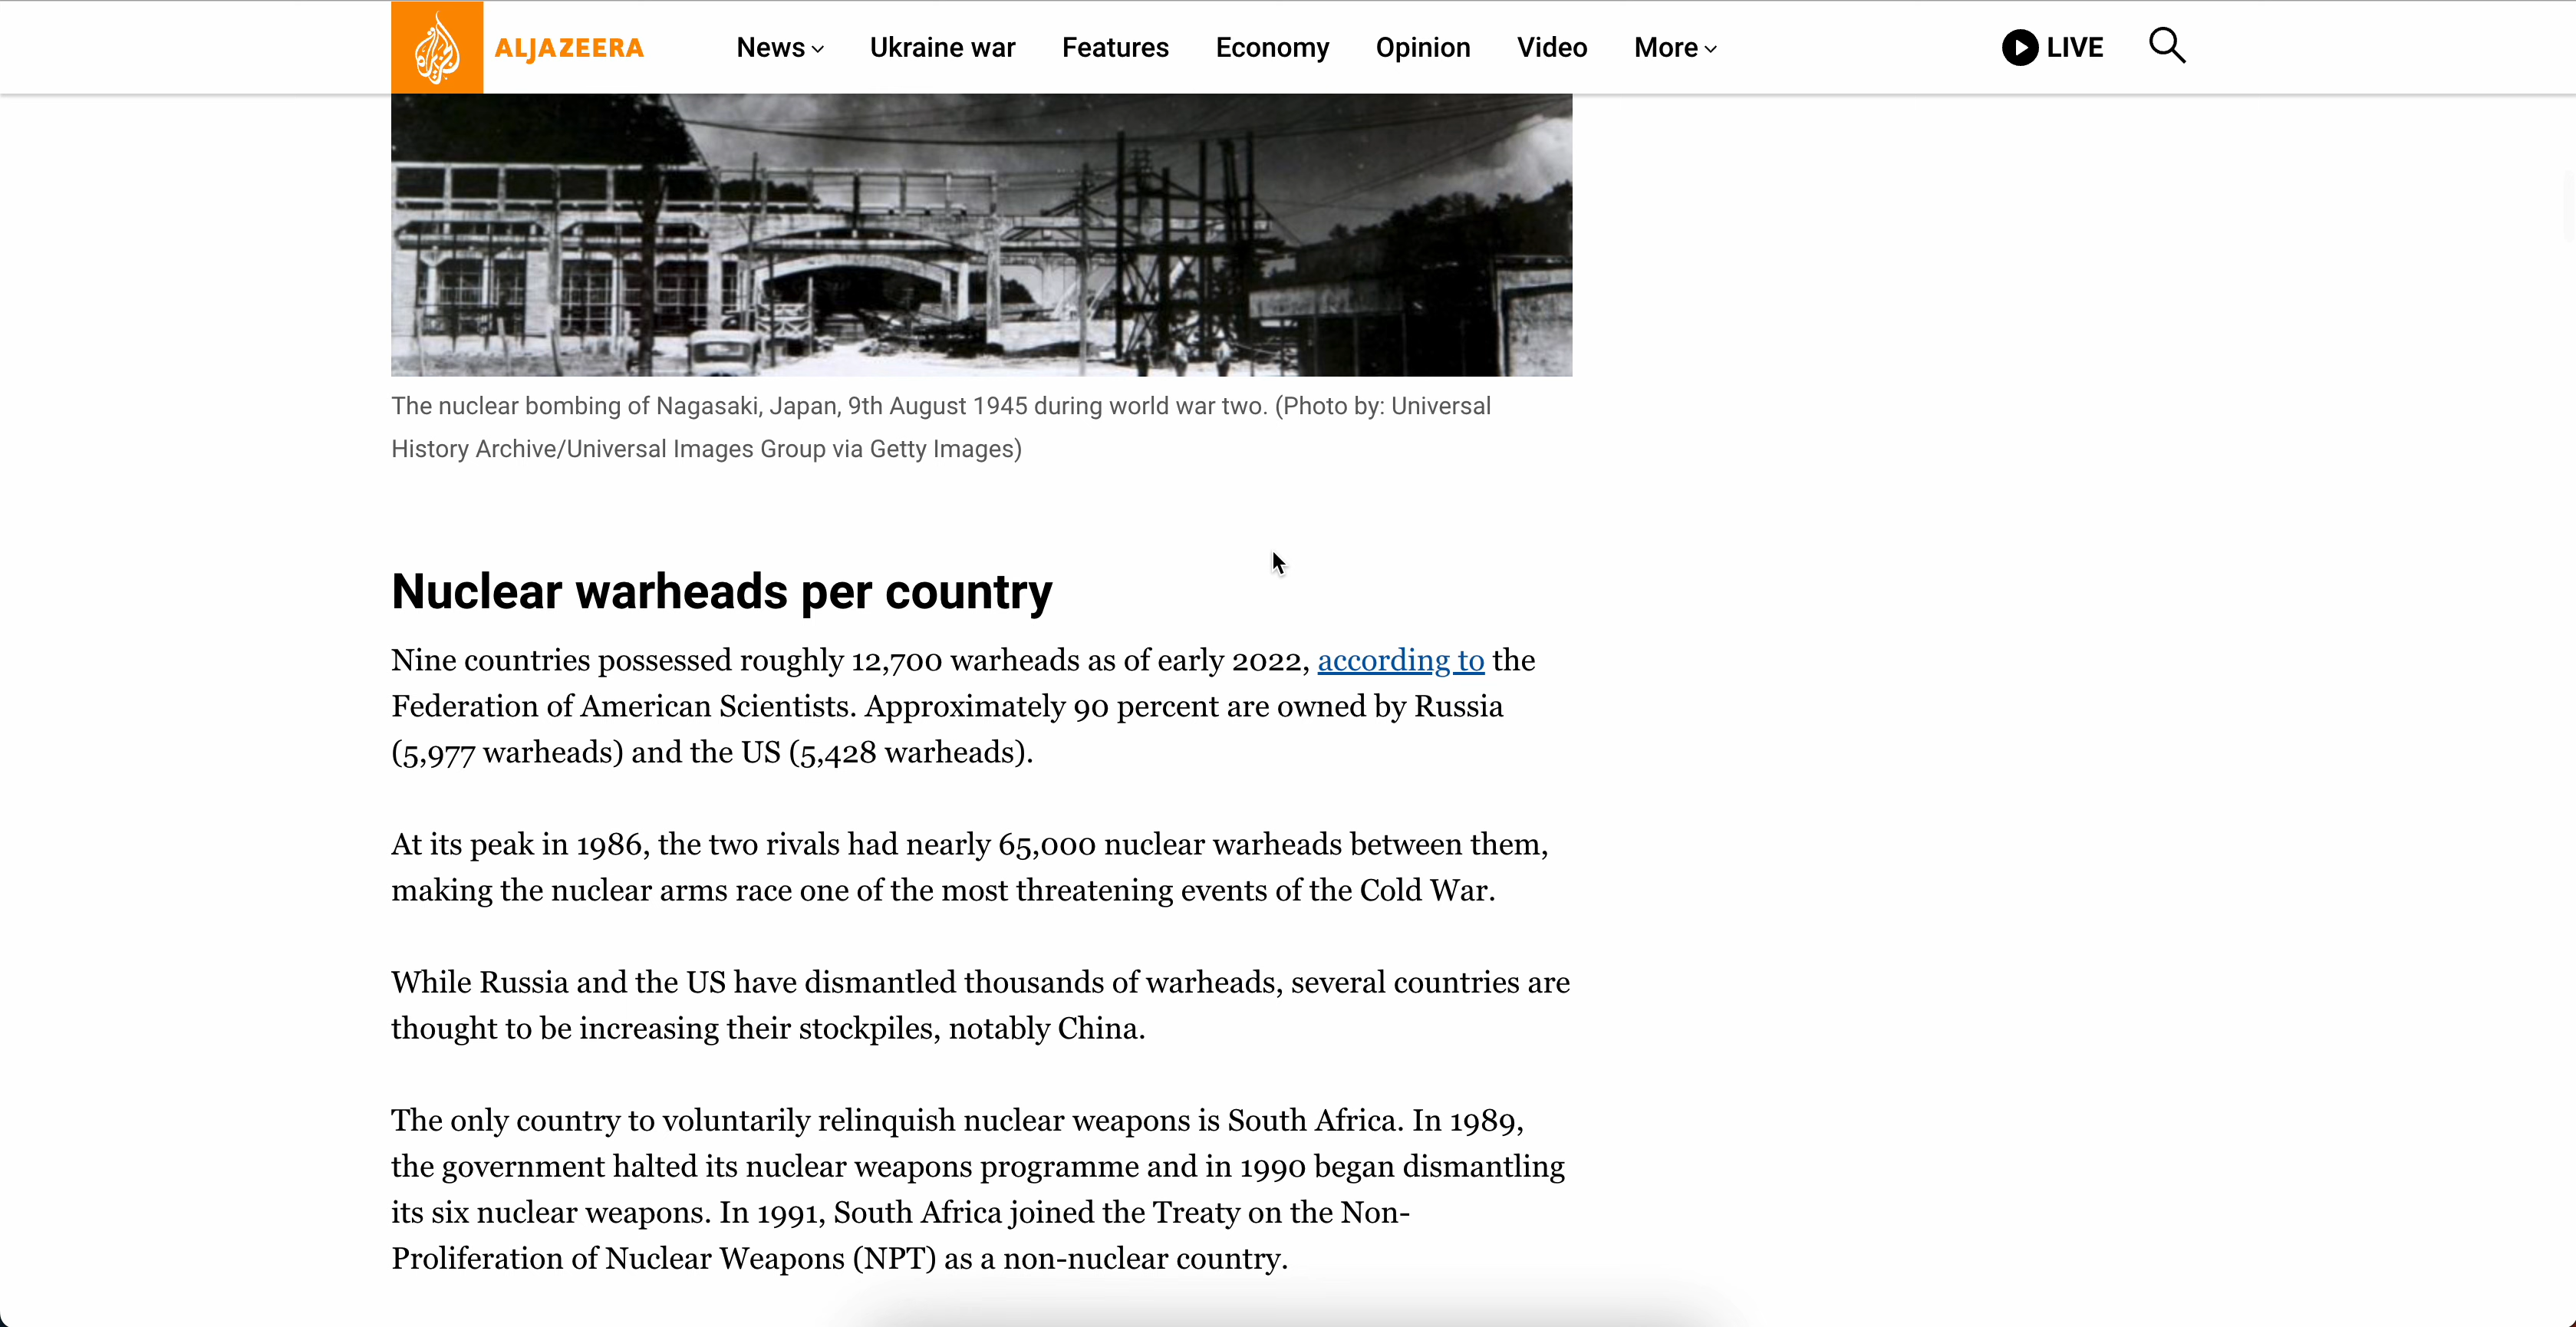 ALJAZEERA News Ukraine war Features Economy Opinion Video More LIVE
The nuclear bombing of Nagasaki, Japan, 9th August 1945 during world war two. (Photo by: Universal
History Archive/Universal Images Group via Getty Images)
Nuclear warheads per country
Nine countries possessed roughly 12,700 warheads as of early 2022, according to the
Federation of American Scientists. Approximately 90 percent are owned by Russia
(5,977 warheads) and the US (5,428 warheads).
At its peak in 1986, the two rivals had nearly 65,000 nuclear warheads between them,
making the nuclear arms race one of the most threatening events of the Cold War.
While Russia and the US have dismantled thousands of warheads, several countries are
thought to be increasing their stockpiles, notably China.
The only country to voluntarily relinquish nuclear weapons is South Africa. In 1989,
the government halted its nuclear weapons programme and in 1990 began dismantling
its six nuclear weapons. In 1991, South Africa joined the Treaty on the Non-
Proliferation of Nuclear Weapons (NPT) as a non-nuclear country.